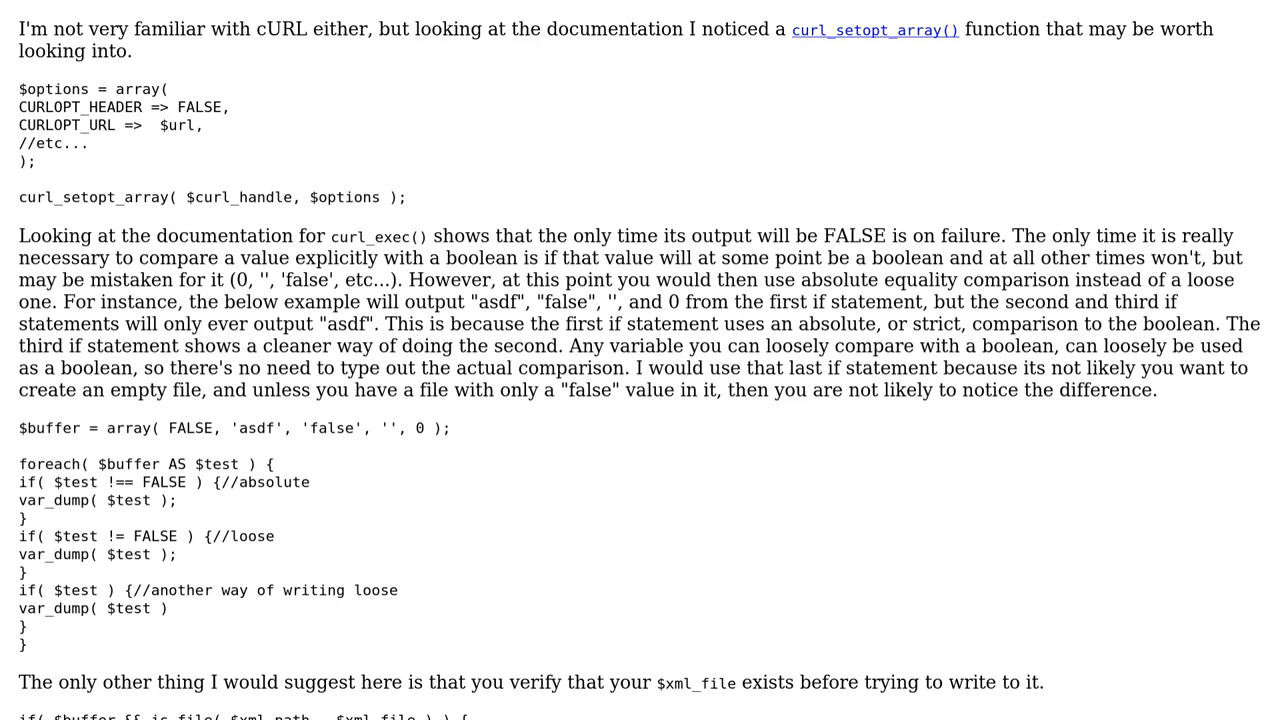 I'm not very familiar with cURL either, but looking at the documentation I noticed a curl_setopt_array() function that may be worth
looking into.
$options = array(
CURLOPT_HEADER => FALSE,
CURLOPT_URL =>  $url,
//etc...
);
curl_setopt_array( $curl_handle, $options );
Looking at the documentation for curl_exec() shows that the only time its output will be FALSE is on failure. The only time it is really
necessary to compare a value explicitly with a boolean is if that value will at some point be a boolean and at all other times won't, but
may be mistaken for it (0, '', 'false', etc...). However, at this point you would then use absolute equality comparison instead of a loose
one. For instance, the below example will output "asdf", "false", '', and 0 from the first if statement, but the second and third if
statements will only ever output "asdf". This is because the first if statement uses an absolute, or strict, comparison to the boolean. The
third if statement shows a cleaner way of doing the second. Any variable you can loosely compare with a boolean, can loosely be used
as a boolean, so there's no need to type out the actual comparison. I would use that last if statement because its not likely you want to
create an empty file, and unless you have a file with only a "false" value in it, then you are not likely to notice the difference.
$buffer = array( FALSE, 'asdf', 'false', '', 0 );
foreach( $buffer AS $test ) {
if( $test !== FALSE ) {//absolute
var_dump( $test );
}
if( $test != FALSE ) {//loose
var_dump( $test );
}
if( $test ) {//another way of writing loose
var_dump( $test )
}
}
The only other thing I would suggest here is that you verify that your $xml_file exists before trying to write to it.
if( $buffer && is_file( $xml_path . $xml_file ) ) {